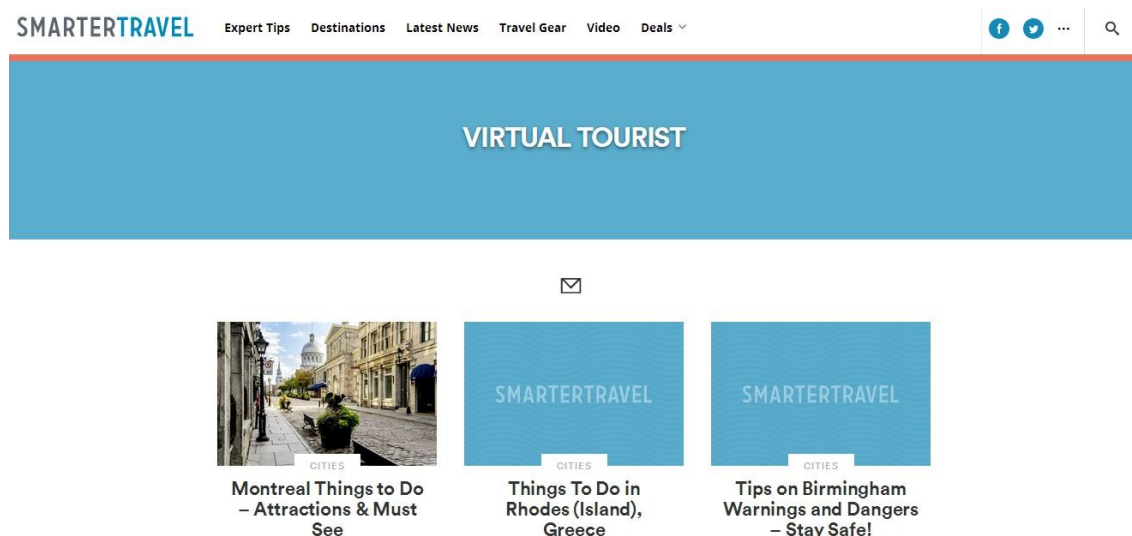 SMARTERTRAVEL Expert Tips Destinations Latest News Travel Gear Video Deals
VIRTUAL TOURIST
SMARTERTRAVEL SMARTERTRAVEL
CITIES CITIES CITIES
Montreal Things to Do
– Attractions & Must
See
Things To Do in
Rhodes (Island),
Greece
Tips on Birmingham
Warnings and Dangers
– Stay Safe!